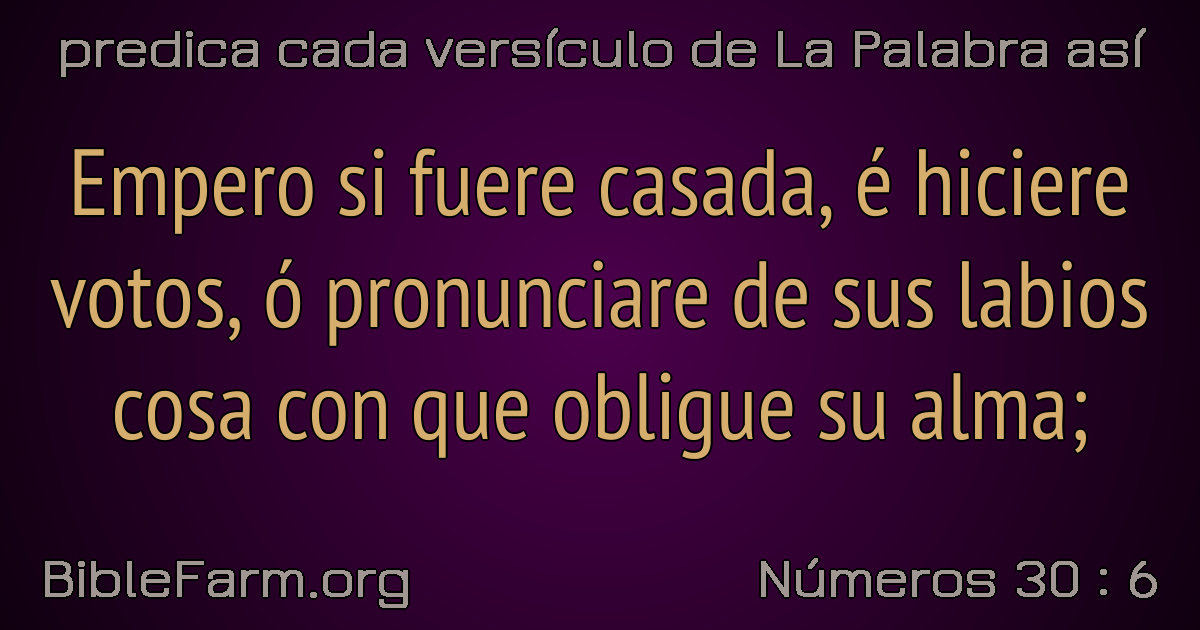 predica cada versículo de La Palabra así
Empero si fuere casada, é hiciere
votos, ó pronunciare de sus labios
cosa con que obligue su alma;
BibleFarm.org
Números 30 : 6